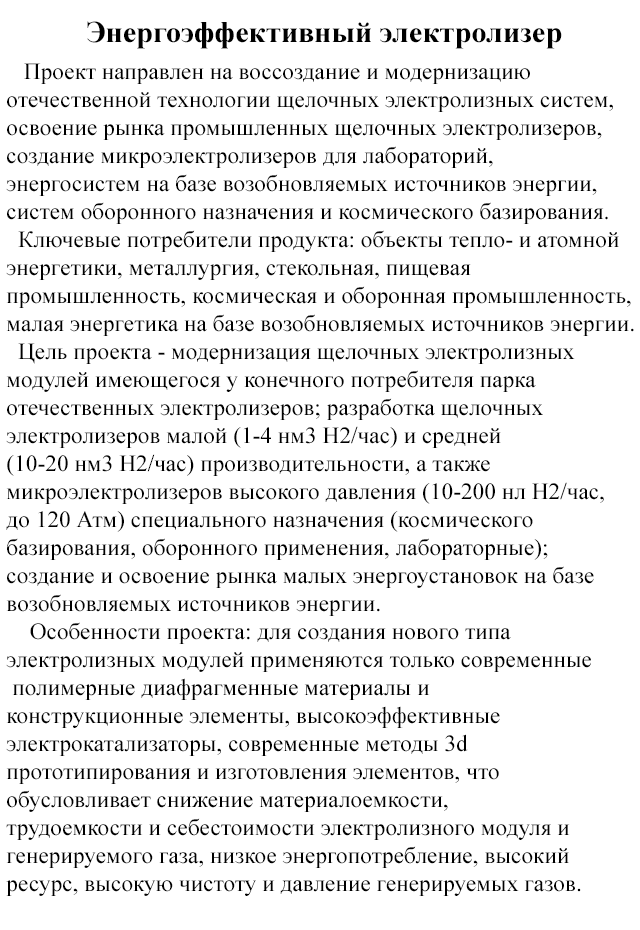 Энергоэффективный электролизер
Проект направлен на воссоздание и модернизацию
отечественной технологии щелочных электролизных систем,
освоение рынка промышленных щелочных электролизеров,
создание микроэлектролизеров для лабораторий,
энергосистем на базе возобновляемых источников энергии,
систем оборонного назначения и космического базирования.
Ключевые потребители продукта: объекты тепло- и атомной
энергетики, металлургия, стекольная, пищевая
промышленность, космическая и оборонная промышленность,
малая энергетика на базе возобновляемых источников энергии.
Цель проекта - модернизация щелочных электролизных
модулей имеющегося у конечного потребителя парка
отечественных электролизеров; разработка щелочных
электролизеров малой (1-4 нм3 H2/час) и средней
(10-20 нм3 H2/час) производительности, а также
микроэлектролизеров высокого давления (10-200 нл H2/час,
до 120 Атм) специального назначения (космического
базирования, оборонного применения, лабораторные);
создание и освоение рынка малых энергоустановок на базе
возобновляемых источников энергии.
Особенности проекта: для создания нового типа
электролизных модулей применяются только современные
полимерные диафрагменные материалы и
конструкционные элементы, высокоэффективные
электрокатализаторы, современные методы 3d
прототипирования и изготовления элементов, что
обусловливает снижение материалоемкости,
трудоемкости и себестоимости электролизного модуля и
генерируемого газа, низкое энергопотребление, высокий
ресурс, высокую чистоту и давление генерируемых газов.